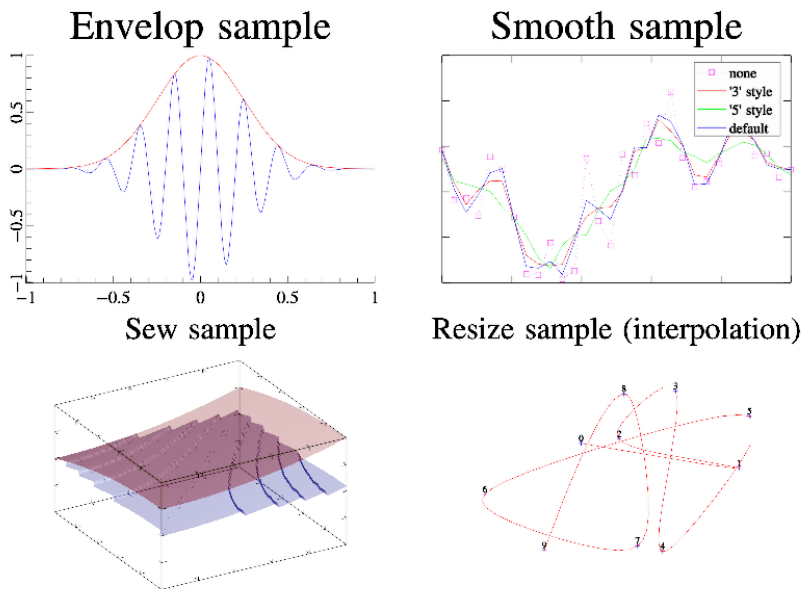 Envelop sample
Smooth sample
1
0.5
0
−0.5
−1
−1
−0.5
0
0.5
1
none
'3' style
'5' style
default
Sew sample
Resize sample (interpolation)
8
3
5
0
2
1
6
7
9
4